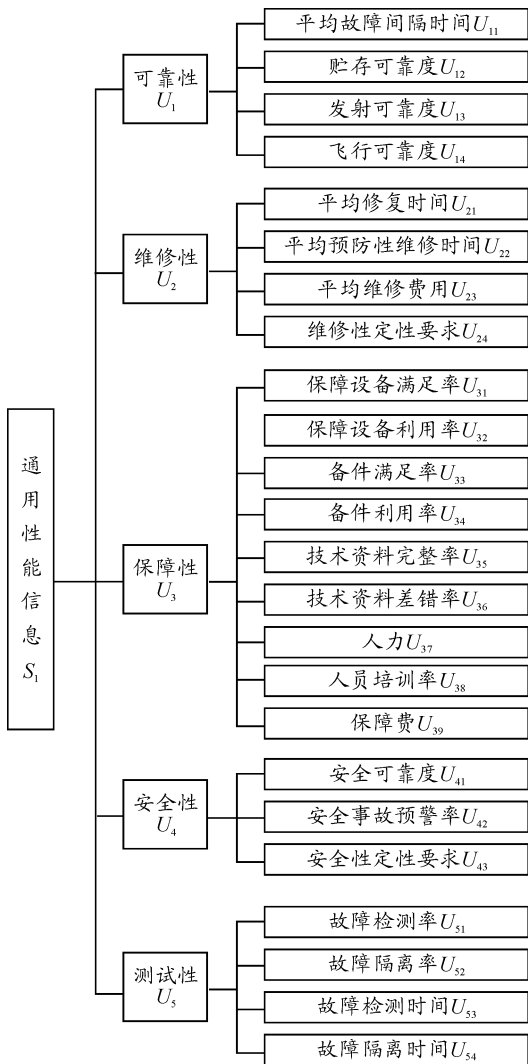 通
用
性
能
信
息
S₁
可靠性
U₁
平均故障间隔时间U₁₁
贮存可靠度U₁₂
发射可靠度U₁₃
飞行可靠度U₁₄
维修性
U₂
平均修复时间U₂₁
平均预防性维修时间U₂₂
平均维修费用U₂₃
维修性定性要求U₂₄
保障性
U₃
保障设备满足率U₃₁
保障设备利用率U₃₂
备件满足率U₃₃
备件利用率U₃₄
技术资料完整率U₃₅
技术资料差错率U₃₆
人力U₃₇
人员培训率U₃₈
保障费U₃₉
安全性
U₄
安全可靠度U₄₁
安全事故预警率U₄₂
安全性定性要求U₄₃
测试性
U₅
故障检测率U₅₁
故障隔离率U₅₂
故障检测时间U₅₃
故障隔离时间U₅₄